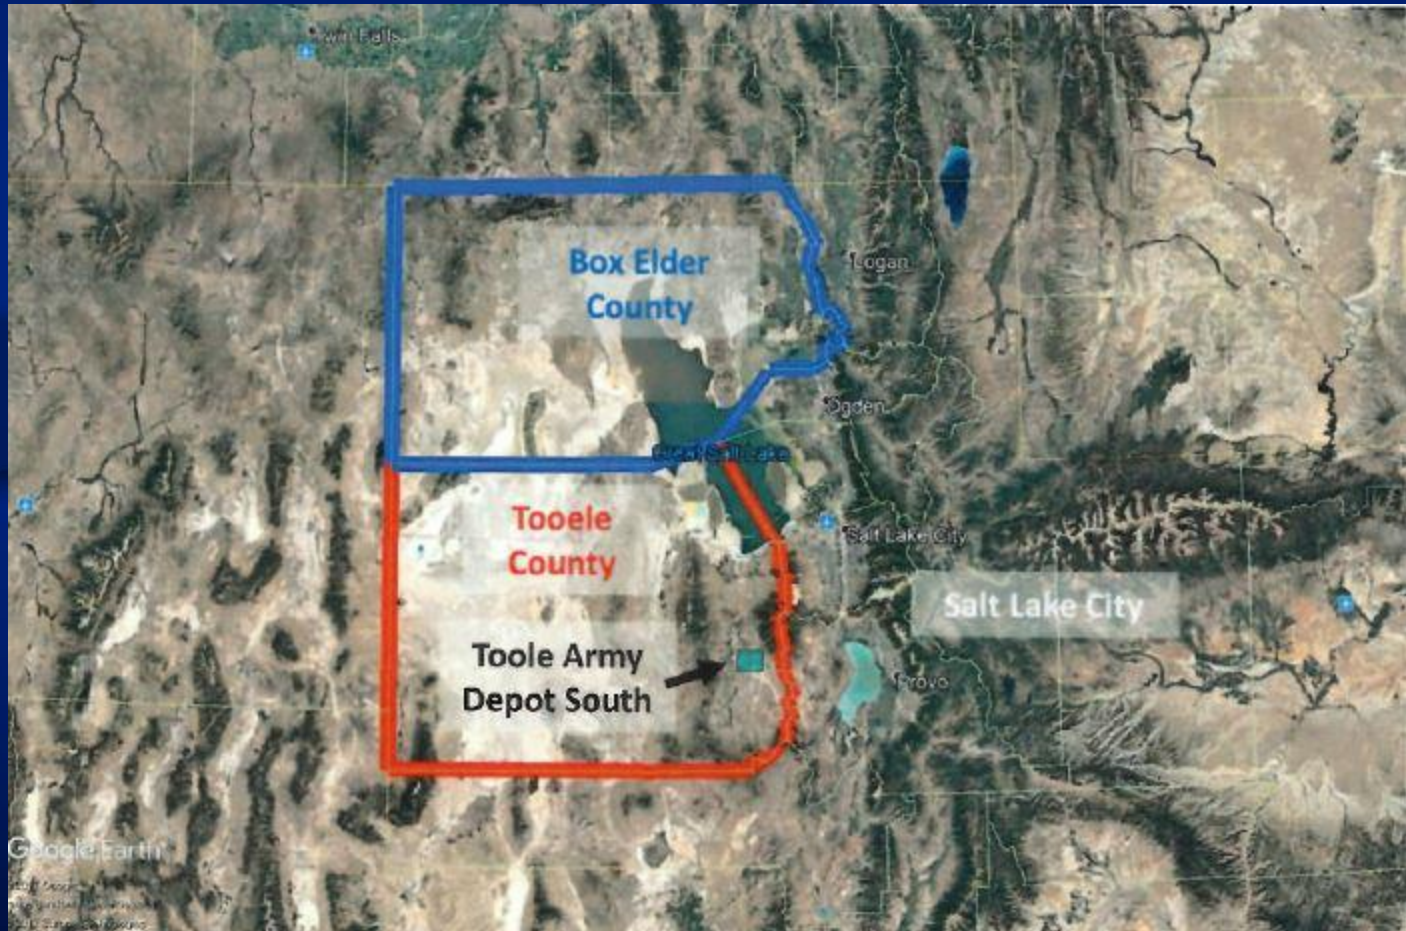 Twin Falls
Box Elder
County
Logan
Ogden
Great Salt Lake
Tooele
County
Salt Lake City
Salt Lake City
Toole Army
Depot South
Provo
Google Earth